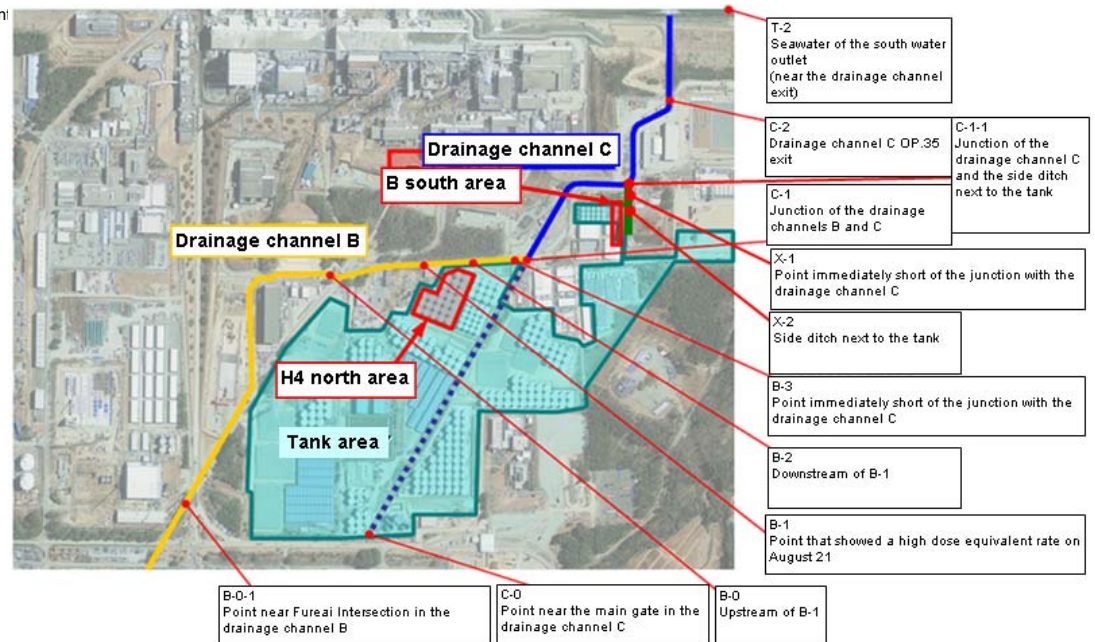 T-2
Seawater of the south water
outlet
(near the drainage channel
exit)
Drainage channel C
B south area
C-2
Drainage channel C OP.35
exit
C-1-1
Junction of the
drainage channel C
and the side ditch
next to the tank
C-1
Junction of the drainage
channels B and C
Drainage channel B
X-1
Point immediately short of the junction with the
drainage channel C
X-2
Side ditch next to the tank
H4 north area
B-3
Point immediately short of the junction with the
drainage channel C
Tank area
B-2
Downstream of B-1
B-1
Point that showed a high dose equivalent rate on
August 21
B-0-1
Point near Fureai Intersection in the
drainage channel B
C-0
Point near the main gate in the
drainage channel C
B-0
Upstream of B-1